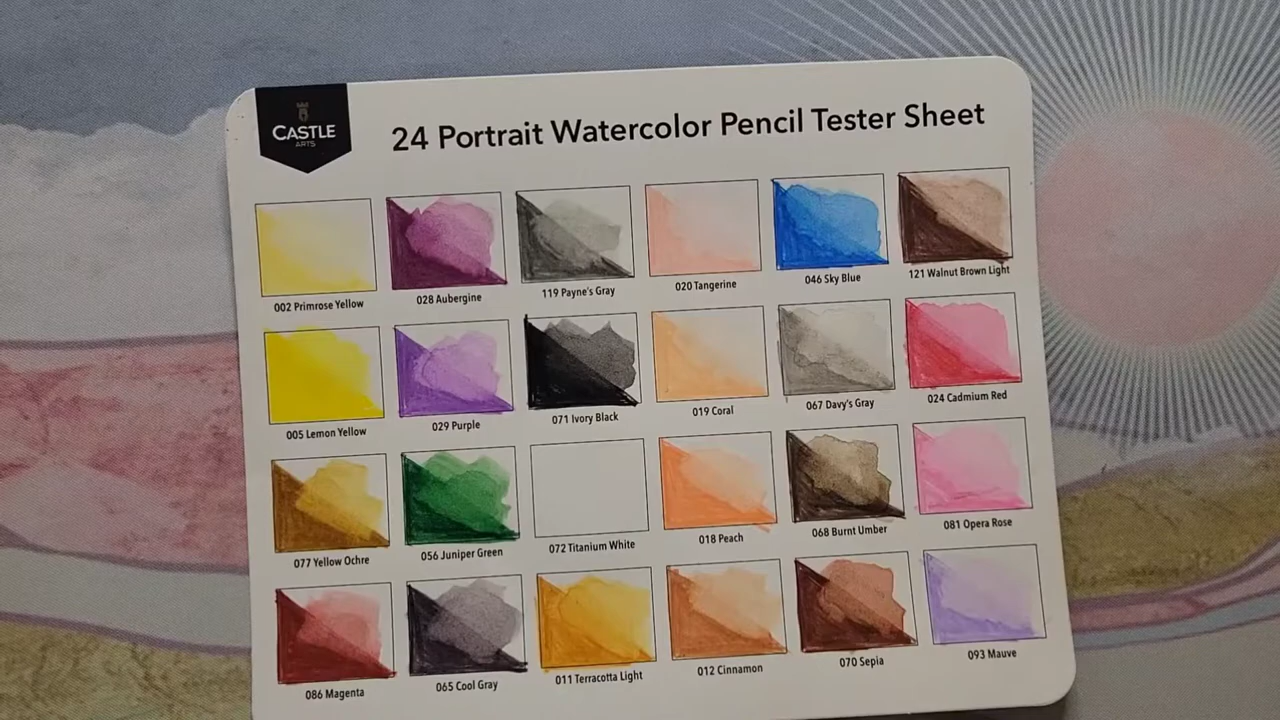 CASTLE
ARTS
24 Portrait Watercolor Pencil Tester Sheet
002 Primrose Yellow
028 Aubergine
119 Payne's Gray
020 Tangerine
046 Sky Blue
121 Walnut Brown Light
005 Lemon Yellow
029 Purple
071 Ivory Black
019 Coral
067 Davy's Gray
024 Cadmium Red
077 Yellow Ochre
056 Juniper Green
072 Titanium White
018 Peach
068 Burnt Umber
081 Opera Rose
086 Magenta
065 Cool Gray
011 Terracotta Light
012 Cinnamon
070 Sepia
093 Mauve